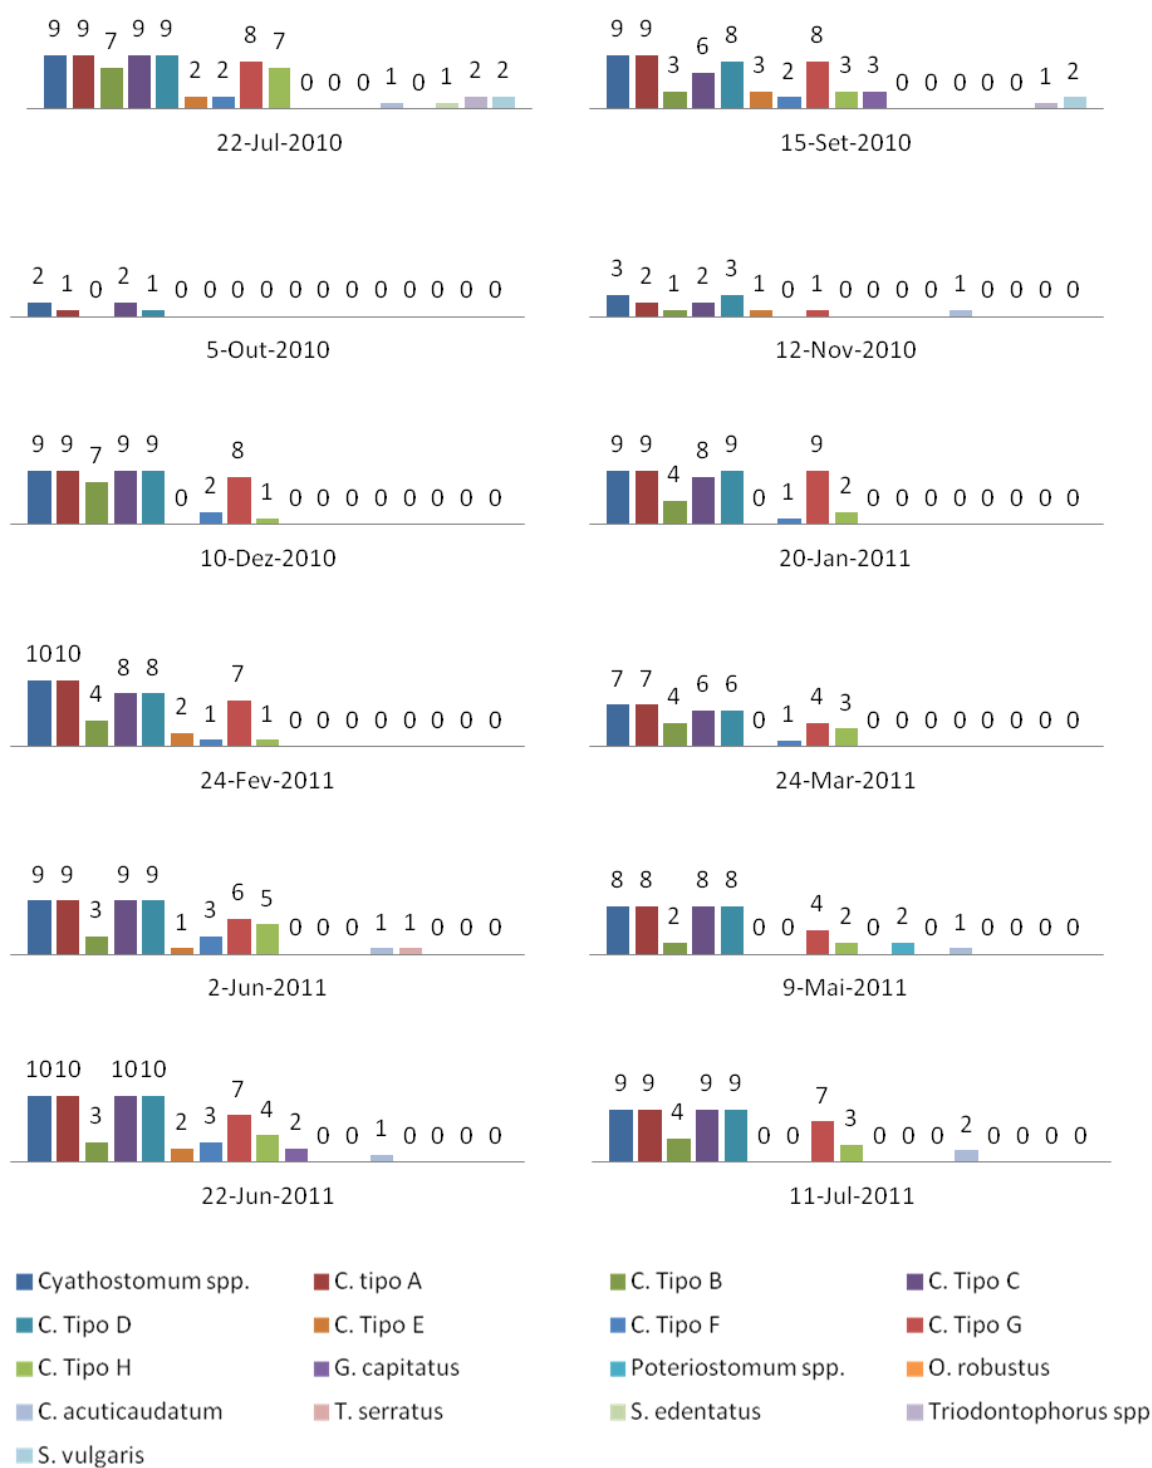 9 9 7 9 9 2 2 8 7 0 0 0 1 0 1 2 2
22-Jul-2010
9 9 3 6 8 3 2 8 3 3 0 0 0 0 0 1 2
15-Set-2010
2 1 0 2 1 0 0 0 0 0 0 0 0 0 0 0 0
5-Out-2010
3 2 1 2 3 1 0 1 0 0 0 0 1 0 0 0 0
12-Nov-2010
9 9 7 9 9 0 2 8 1 0 0 0 0 0 0 0 0
10-Dez-2010
9 9 4 8 9 0 1 9 2 0 0 0 0 0 0 0 0
20-Jan-2011
10 10 4 8 8 2 1 7 1 0 0 0 0 0 0 0 0
24-Fev-2011
7 7 4 6 6 0 1 4 3 0 0 0 0 0 0 0 0
24-Mar-2011
9 9 3 9 9 1 3 6 5 0 0 0 1 1 0 0 0
2-Jun-2011
8 8 2 8 8 0 0 4 2 0 2 0 1 0 0 0 0
9-Mai-2011
10 10 3 10 10 2 3 7 4 2 0 0 1 0 0 0 0
22-Jun-2011
9 9 4 9 9 0 0 7 3 0 0 0 2 0 0 0 0
11-Jul-2011
Cyathostomum spp. C. tipo A C. Tipo B C. Tipo C
C. Tipo D C. Tipo E C. Tipo F C. Tipo G
C. Tipo H G. capitatus Poteriostomum spp. O. robustus
C. acuticaudatum T. serratus S. edentatus Triodontophorus spp
S. vulgaris